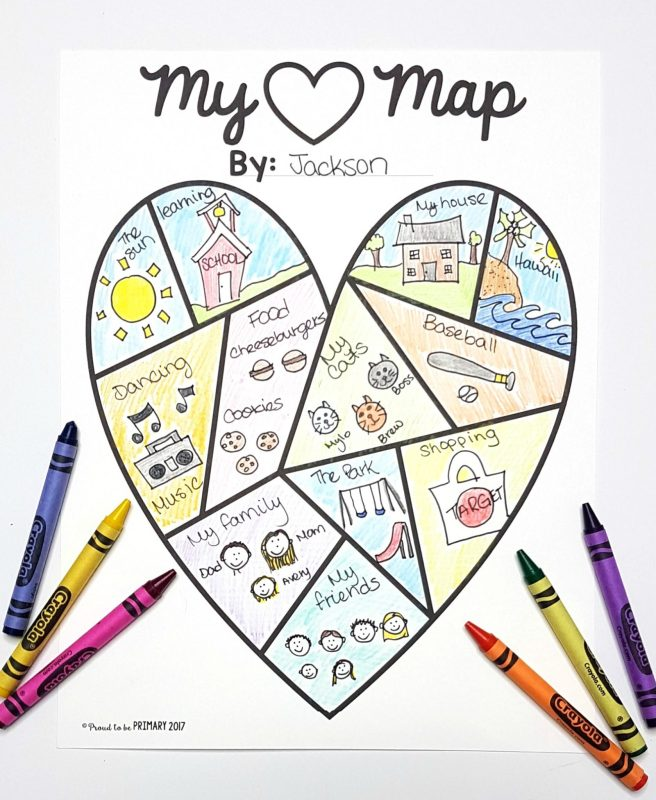 My Map
By: Jackson
The
Sun
learning
SCHOOL
My house
Hawaii
Food
Cheeseburgers
Cookies
My
Cats
Boss
Mylo
Brew
Baseball
Dancing
Music
Shopping
TARGET
The Park
My family
Dad
Mom
Avery
My
friends
Crayola
Crayola
Crayola
Crayola
Crayola.com
Crayola
© Proud to be PRIMARY 2017